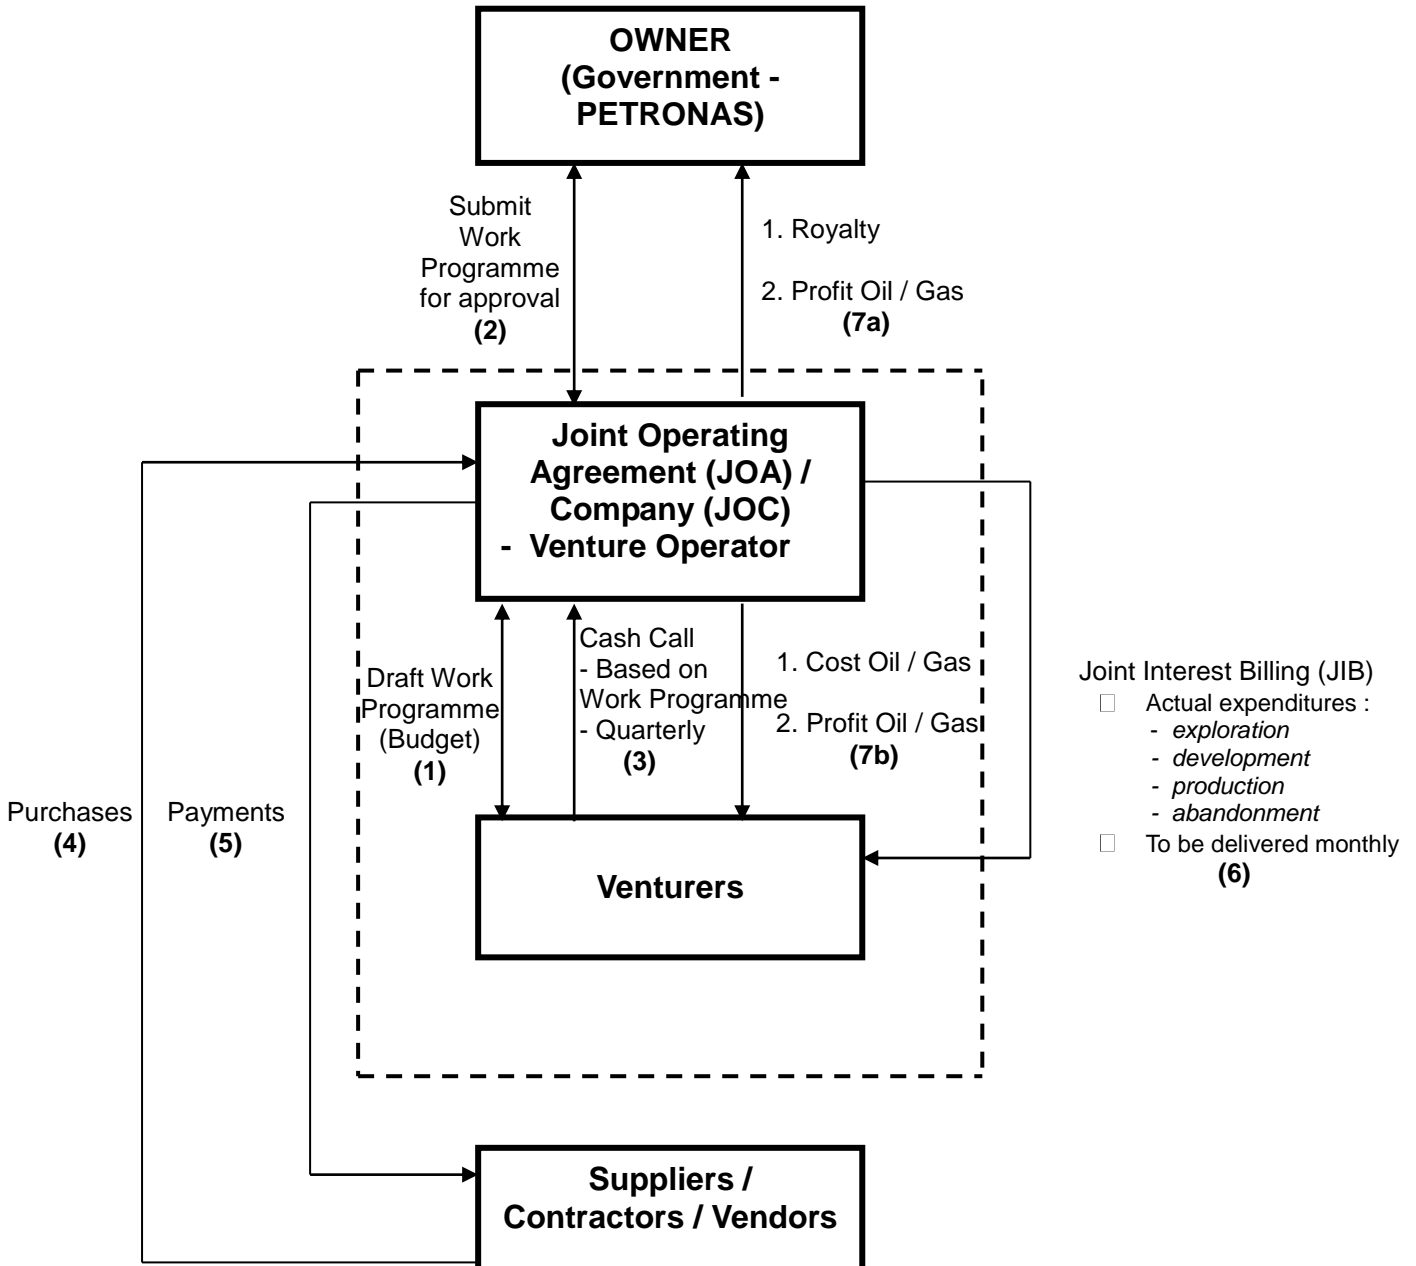 OWNER
(Government -
PETRONAS)
Submit
Work
Programme
for approval
(2)
1. Royalty
2. Profit Oil / Gas
(7a)
Joint Operating
Agreement (JOA) /
Company (JOC)
- Venture Operator
Draft Work
Programme
(Budget)
(1)
Cash Call
- Based on
Work Programme
- Quarterly
(3)
1. Cost Oil / Gas
2. Profit Oil / Gas
(7b)
Joint Interest Billing (JIB)
Actual expenditures :
- exploration
- development
- production
- abandonment
To be delivered monthly
(6)
Purchases
(4)
Payments
(5)
Venturers
Suppliers /
Contractors / Vendors